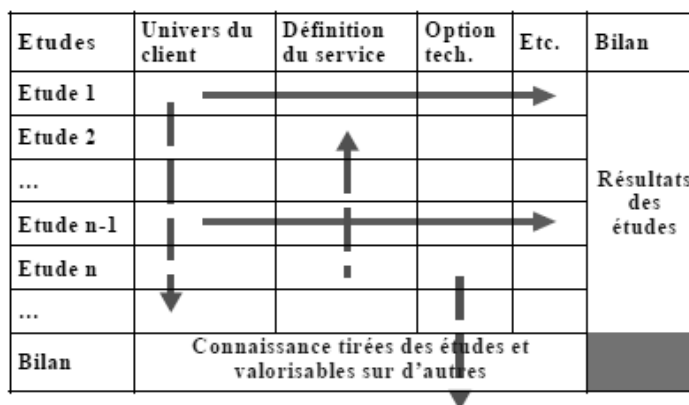 Etudes
Univers du
client
Définition
du service
Option
tech.
Etc.
Bilan
Etude 1
Etude 2
...
Etude n-1
Etude n
...
Résultats
des
études
Bilan
Connaissance tirées des études et
valorisables sur d'autres